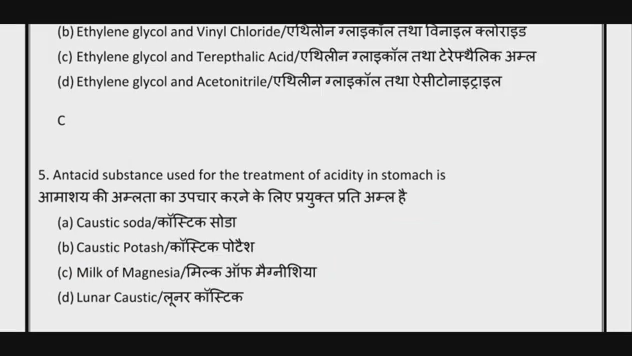 (b) Ethylene glycol and Vinyl Chloride/एथिलीन ग्लाइकॉल तथा विनाइल क्लोराइड
(c) Ethylene glycol and Terepthalic Acid/एथिलीन ग्लाइकॉल तथा टेरेफ्थैलिक अम्ल
(d) Ethylene glycol and Acetonitrile/एथिलीन ग्लाइकॉल तथा ऐसीटोनाइट्राइल
C
5. Antacid substance used for the treatment of acidity in stomach is
आमाशय की अम्लता का उपचार करने के लिए प्रयुक्त प्रति अम्ल है
(a) Caustic soda/कॉस्टिक सोडा
(b) Caustic Potash/कॉस्टिक पोटैश
(c) Milk of Magnesia/मिल्क ऑफ मैग्नीशिया
(d) Lunar Caustic/लूनर कॉस्टिक